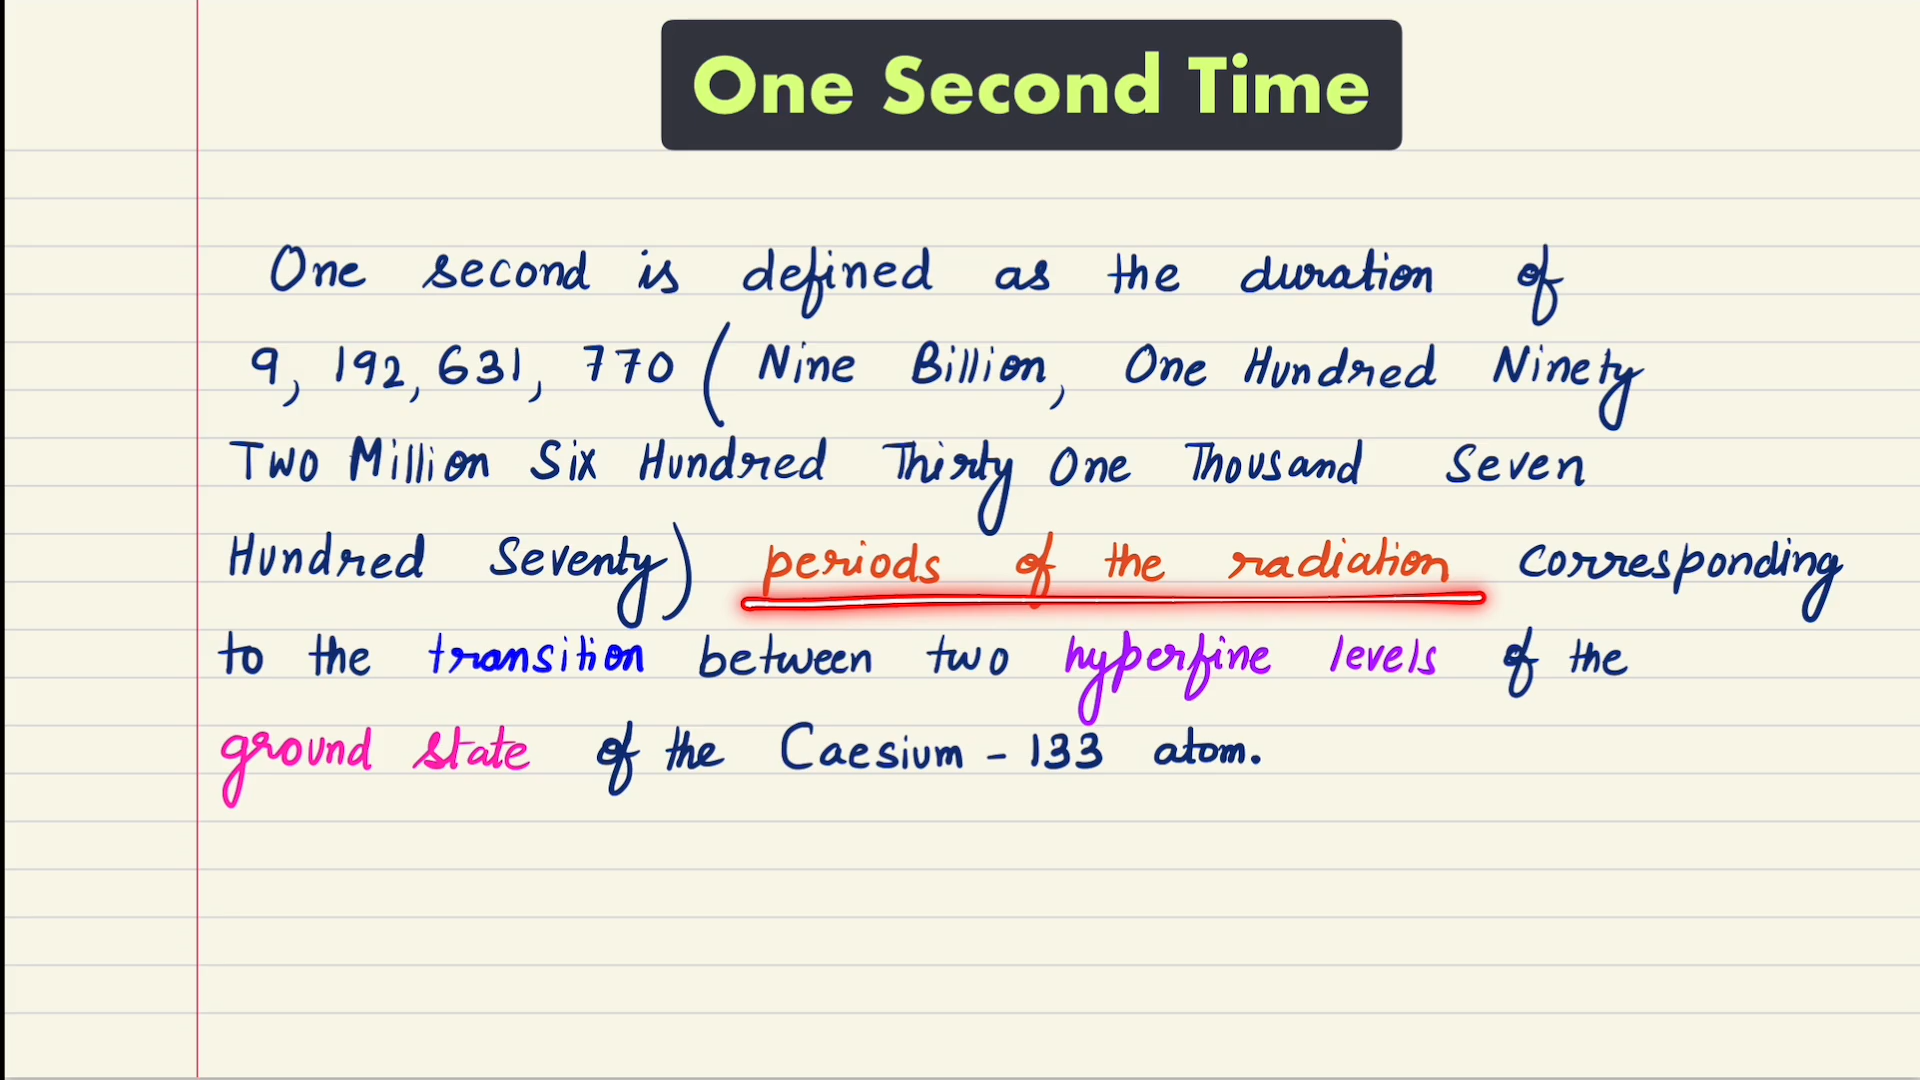 One Second Time
One second is defined as the duration of
9, 192, 631, 770 ( Nine Billion, One Hundred Ninety
Two Million Six Hundred Thirty One Thousand Seven
Hundred Seventy) periods of the radiation corresponding
to the transition between two hyperfine levels of the
ground state of the Caesium - 133 atom.